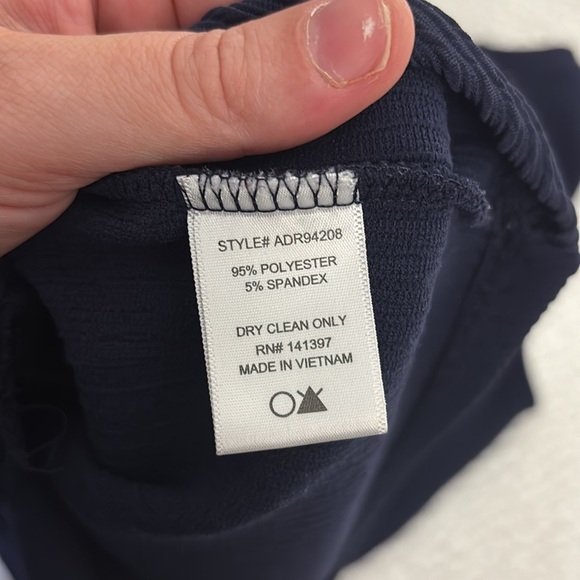 STYLE# ADR94208
95% POLYESTER
5% SPANDEX
DRY CLEAN ONLY
RN# 141397
MADE IN VIETNAM